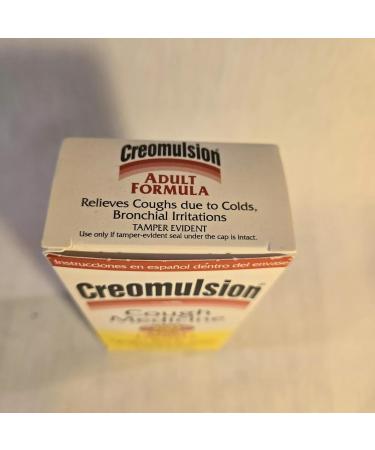 Creomulsion®
ADULT
FORMULA
Relieves Coughs due to Colds,
Bronchial Irritations
TAMPER EVIDENT
Use only if tamper-evident seal under the cap is intact.
Instrucciones en español dentro del envase
Creomulsion®
Cough
Medicine